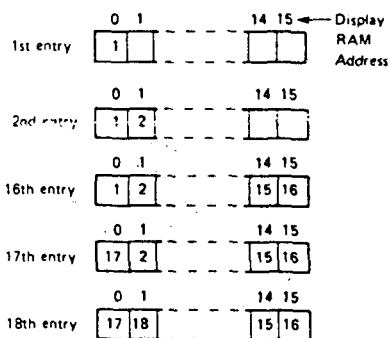 0 1 14 15 Display
1st entry 1 RAM
Address
0 1 14 15
2nd entry 1 2
0 1 14 15
16th entry 1 2 15 16
0 1 14 15
17th entry 17 2 15 16
0 1 14 15
18th entry 17 18 15 16